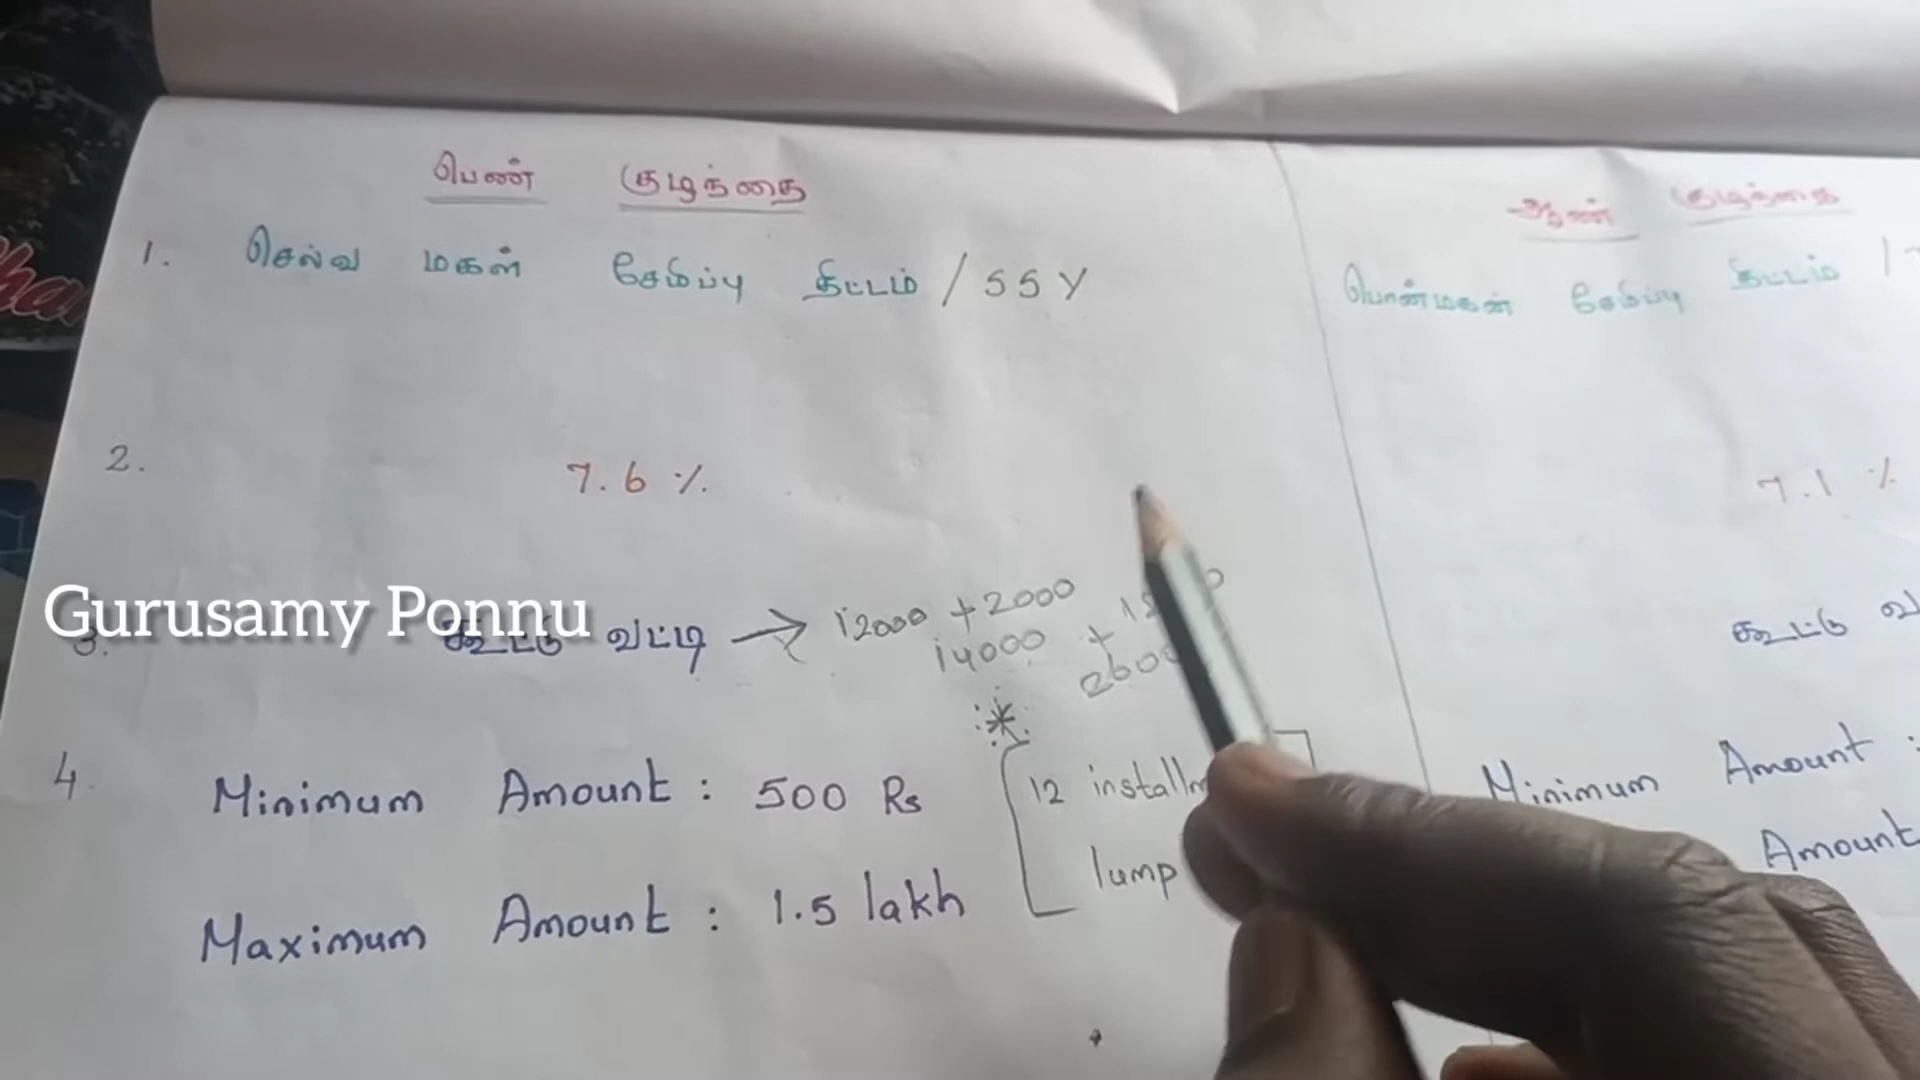 பெண் குழந்தை
1. செல்வ மகள் சேமிப்பு திட்டம் / SSY
2. 7.6 %
Gurusamy Ponnu
3. கூட்டு வட்டி → 12000 + 2000
14000 +
4. Minimum Amount : 500 Rs
Maximum Amount : 1.5 lakh
12
lump
ஆண் குழந்தை
பொன்மகன் சேமிப்பு திட்டம் /
7.1 %
கூட்டு
Minimum Amount :
Amount